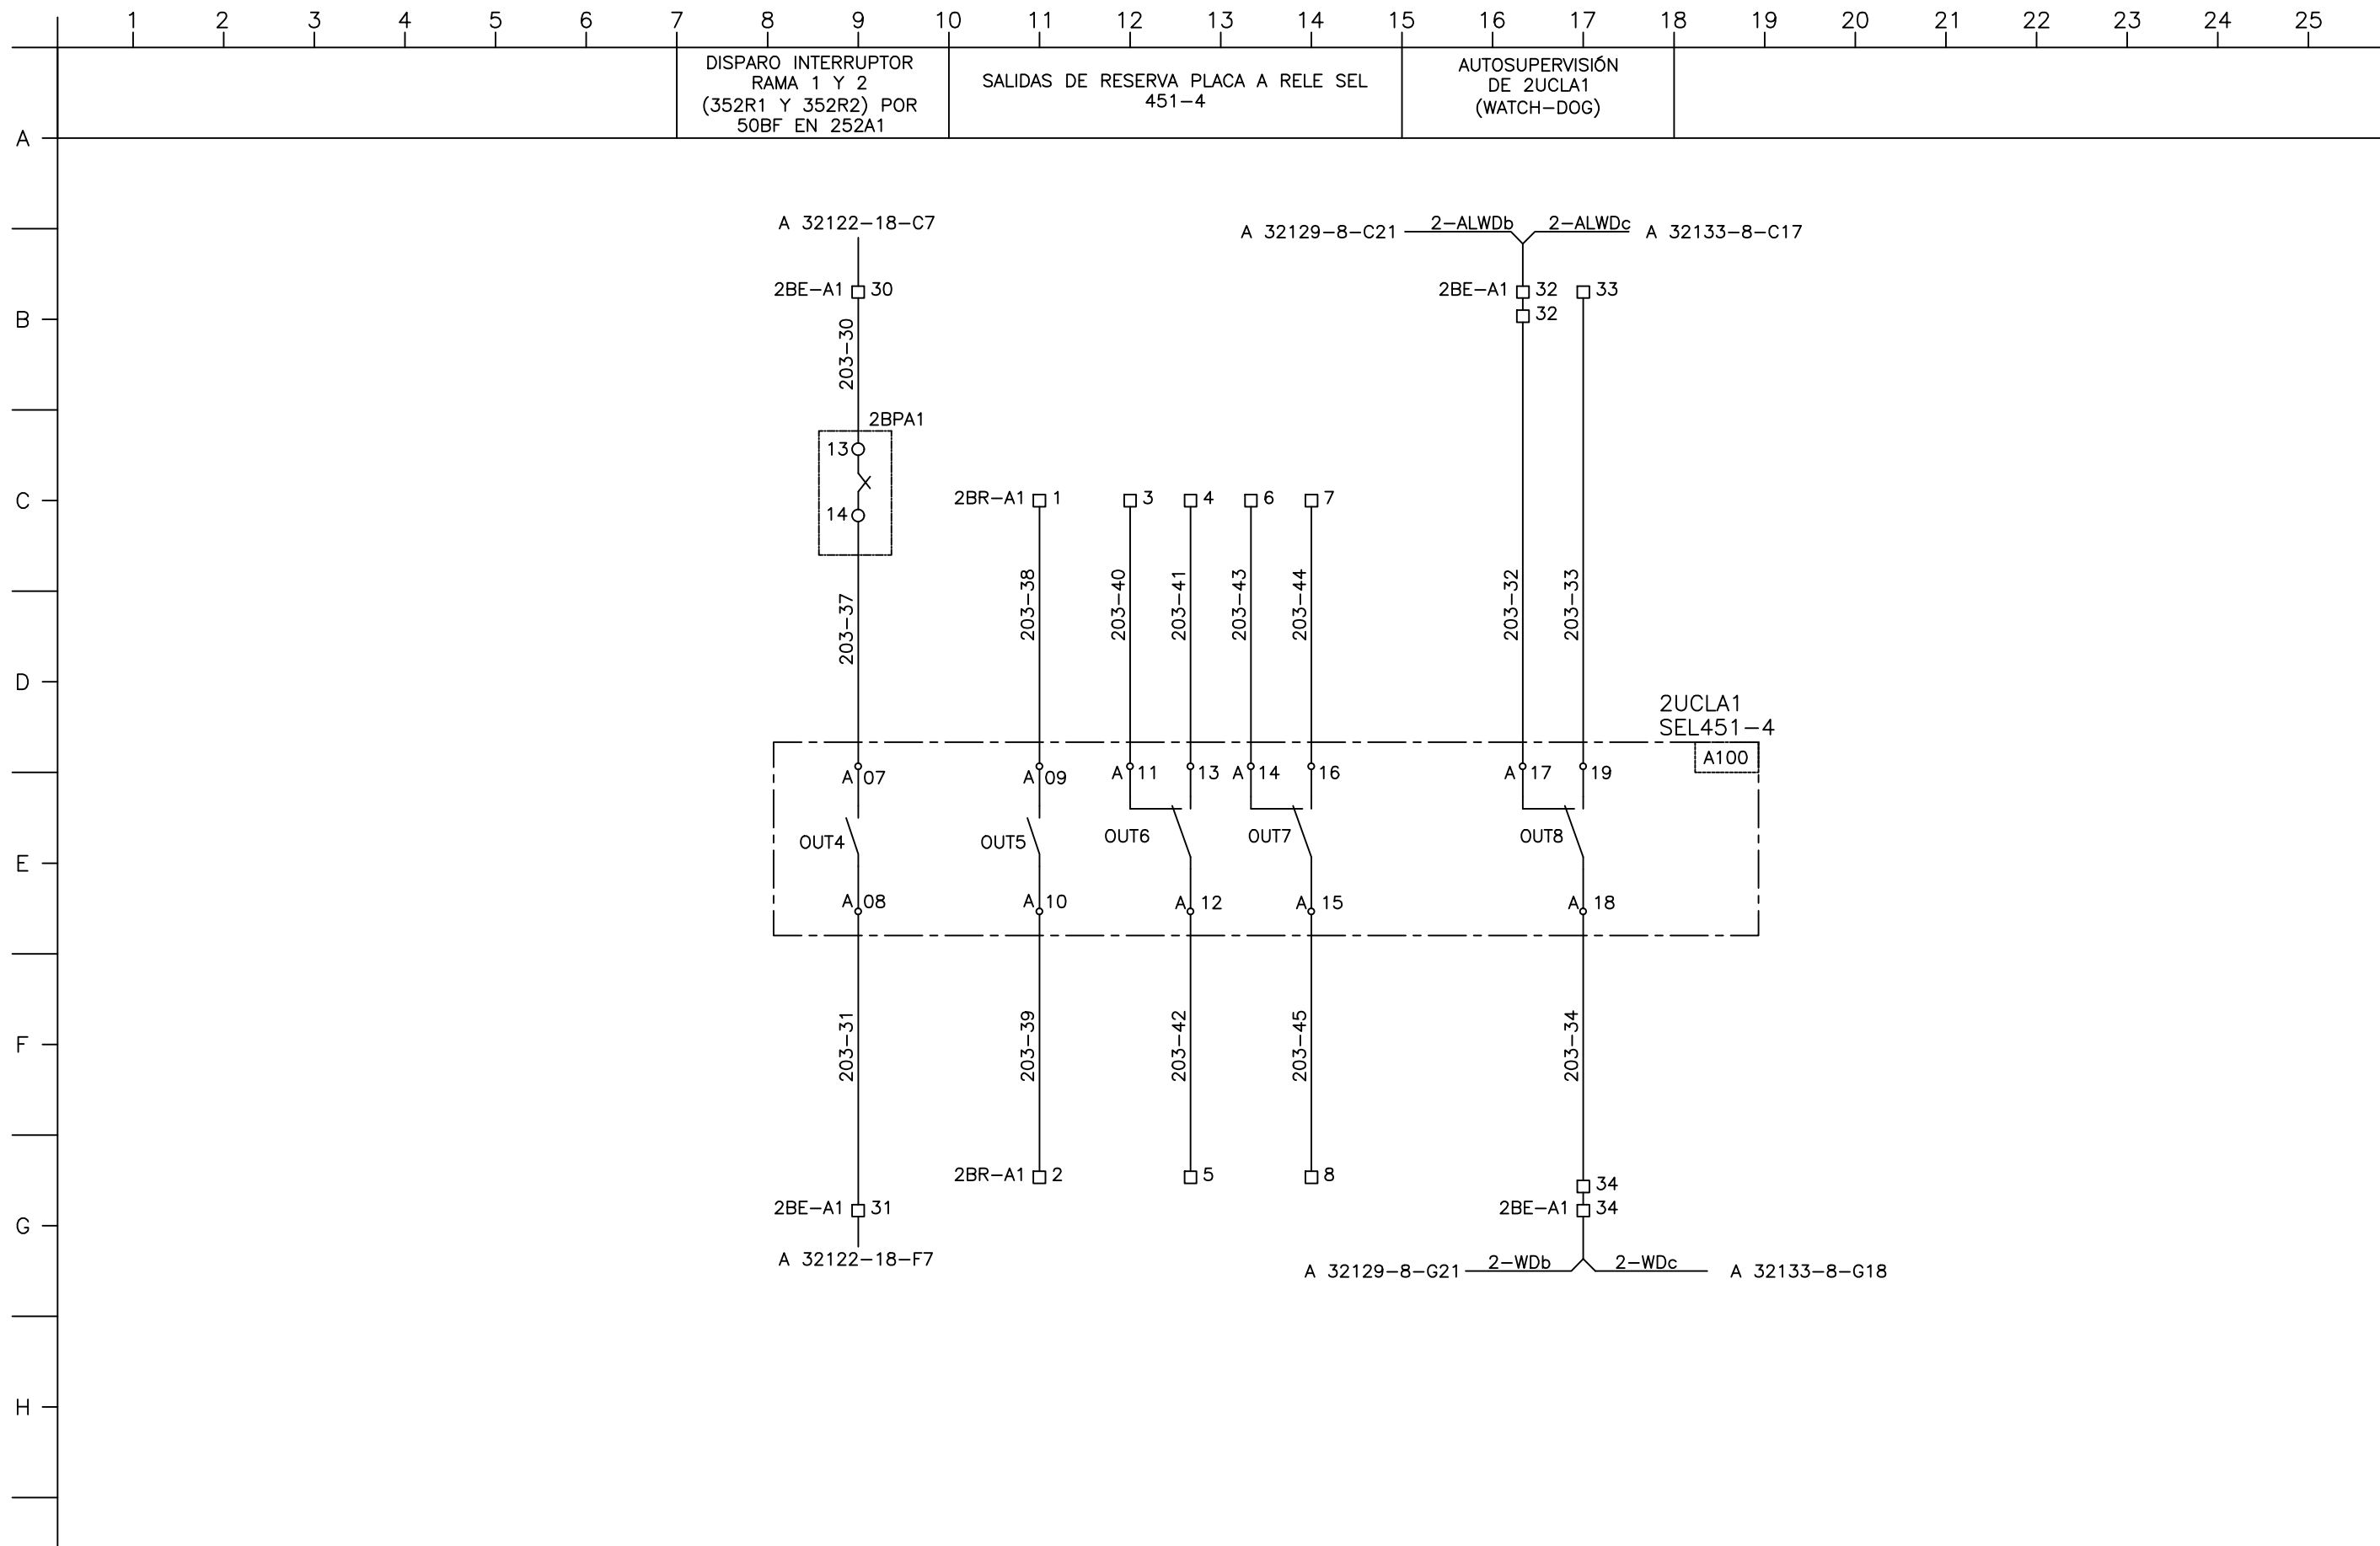 1 2 3 4 5 6 7 8 9 10 11 12 13 14 15 16 17 18 19 20 21 22 23 24 25
DISPARO INTERRUPTOR
RAMA 1 Y 2
(352R1 Y 352R2) POR
50BF EN 252A1
SALIDAS DE RESERVA PLACA A RELE SEL
451-4
AUTOSUPERVISIÓN
DE 2UCLA1
(WATCH-DOG)
A
A 32122-18-C7
A 32129-8-C21
2-ALWDb
2-ALWDc
A 32133-8-C17
2BE-A1 30
2BE-A1 32 33
32
B
203-30
2BPA1
13
14
C
2BR-A1 1 3 4 6 7
203-37
203-38
203-40
203-41
203-43
203-44
203-32
203-33
D
2UCLA1
SEL451-4
A100
A 07
A 09
A 11
13
A 14
16
A 17
19
OUT4
OUT5
OUT6
OUT7
OUT8
E
A 08
A 10
A 12
A 15
A 18
F
203-31
203-39
203-42
203-45
203-34
2BR-A1 2 5 8
34
2BE-A1 31
2BE-A1 34
G
A 32122-18-F7
A 32129-8-G21
2-WDb
2-WDc
A 32133-8-G18
H